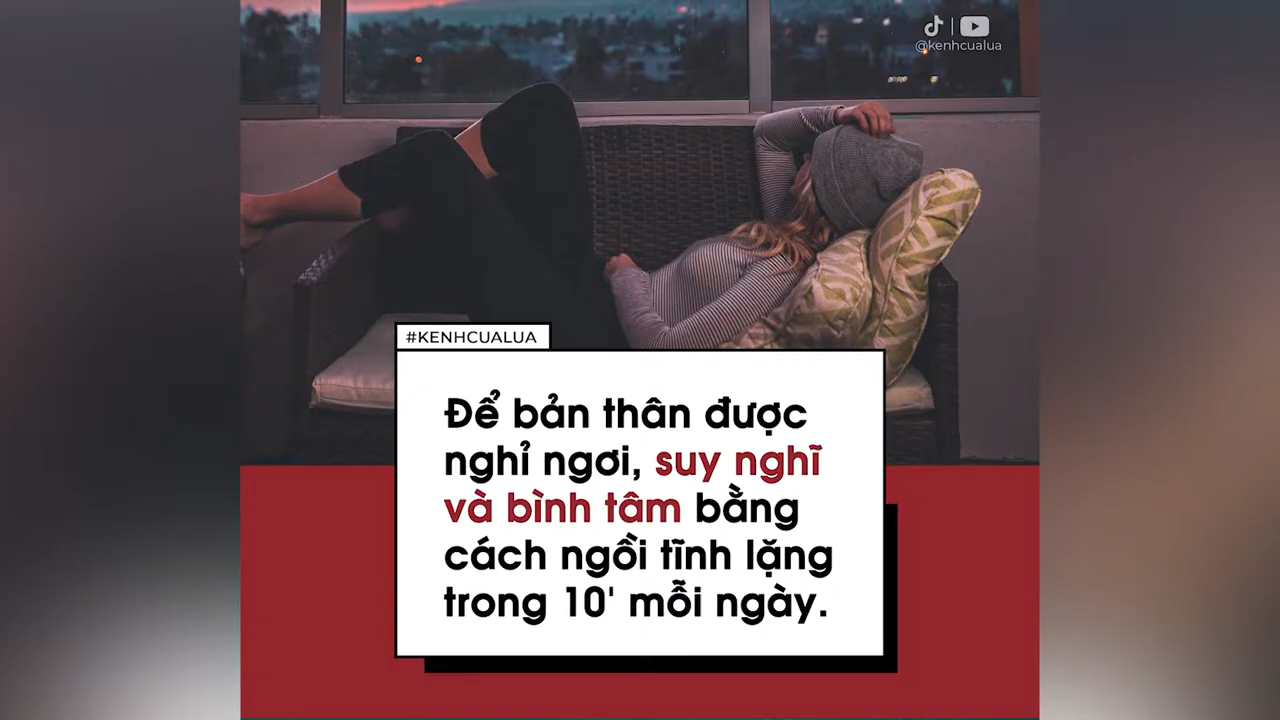 @kenhcualua
#KENHCUALUA
Để bản thân được
nghỉ ngơi, suy nghĩ
và bình tâm bằng
cách ngồi tĩnh lặng
trong 10' mỗi ngày.